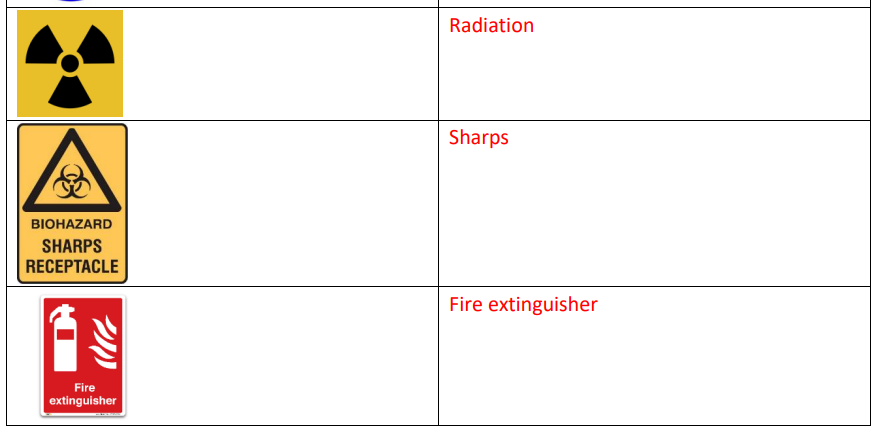 Radiation
BIOHAZARD
SHARPS
RECEPTACLE
Sharps
Fire
extinguisher
Fire extinguisher